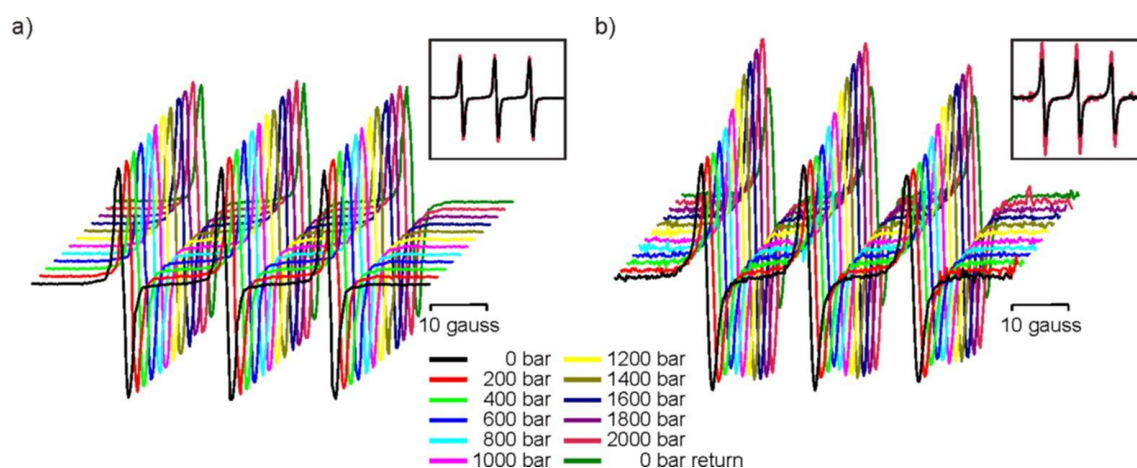 a)
b)
10 gauss
10 gauss
0 bar
200 bar
400 bar
600 bar
800 bar
1000 bar
1200 bar
1400 bar
1600 bar
1800 bar
2000 bar
0 bar return